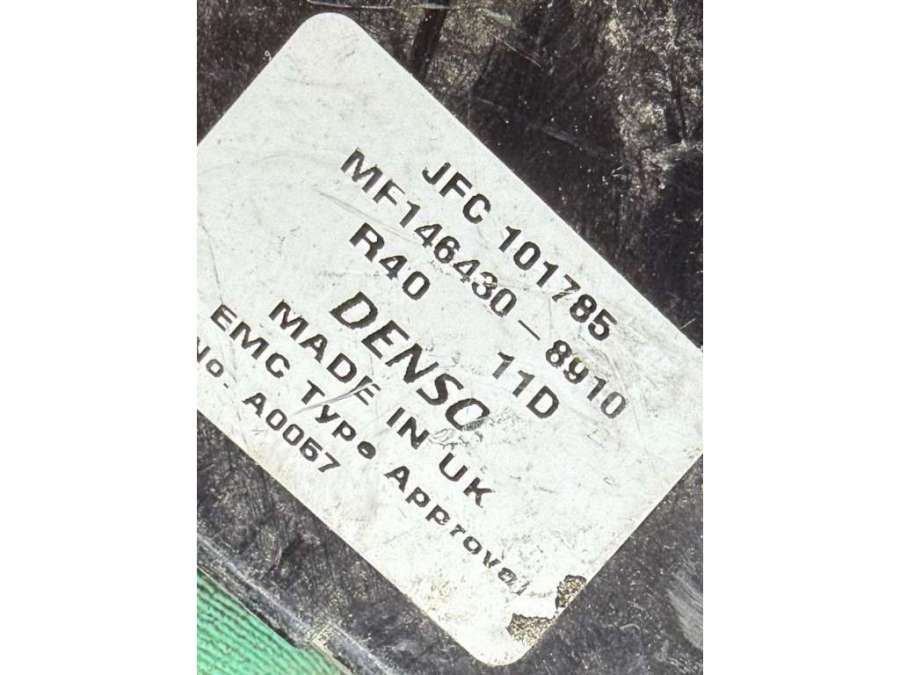 JFC 101785
MF146430-8910
R40 11D
DENSO
MADE IN UK
EMC Type Approval
No. A0067